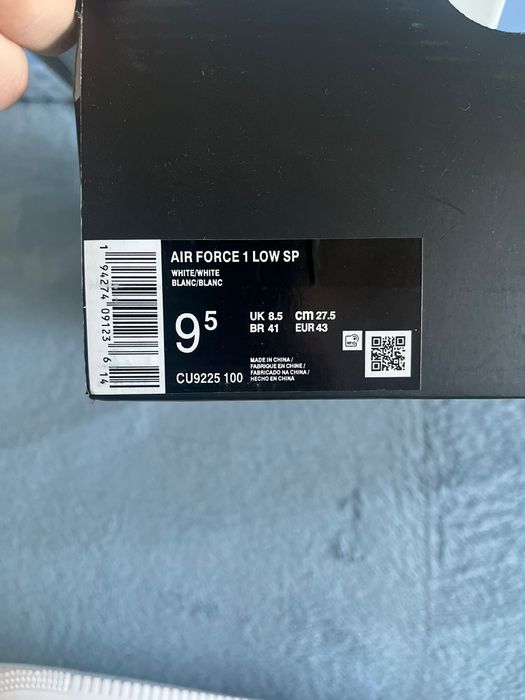 AIR FORCE 1 LOW SP
WHITE/WHITE
BLANC/BLANC
9⁵
UK 8.5 cm 27.5
BR 41 EUR 43
CU9225 100
MADE IN CHINA /
FABRIQUE EN CHINE /
FABRICADO NA CHINA /
HECHO EN CHINA
1 94274 09123 6 14